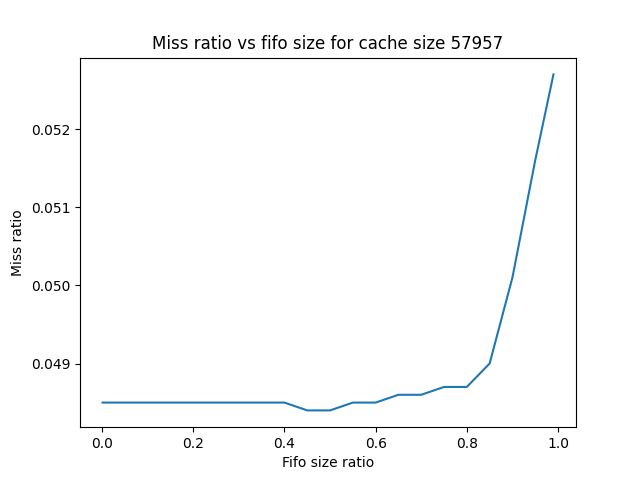 Miss ratio vs fifo size for cache size 57957
0.052
0.051
0.050
0.049
Miss ratio
0.0 0.2 0.4 0.6 0.8 1.0
Fifo size ratio